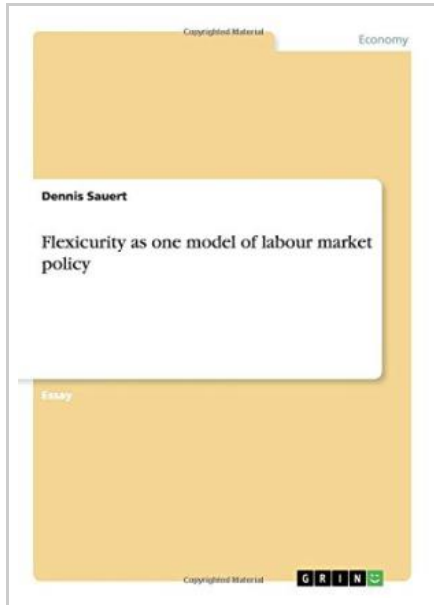 Copyrighted Material
Economy
Dennis Sauert
Flexicurity as one model of labour market
policy
Essay
Copyrighted Material
GRIN